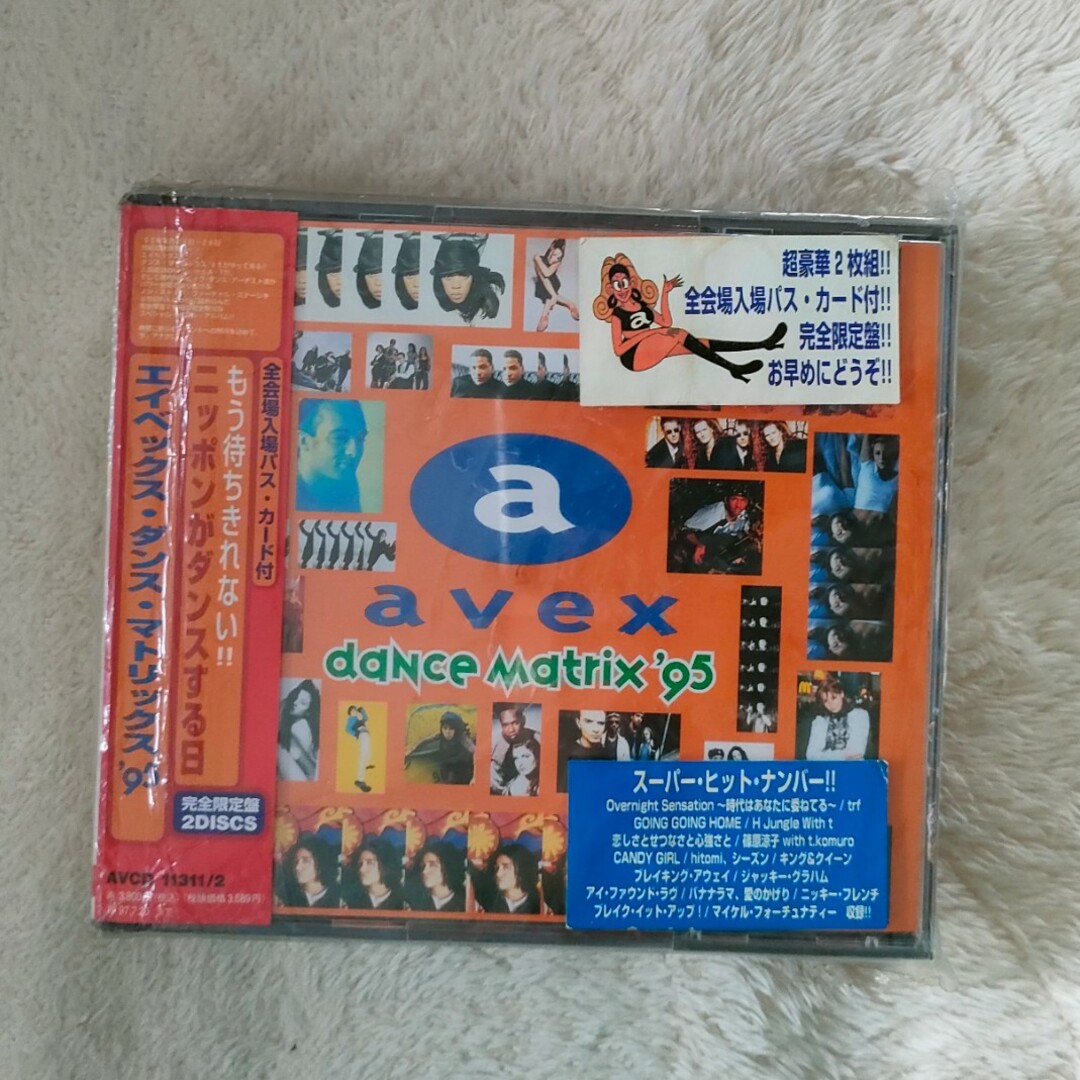 全会場入場パス・カード付
もう待ちきれない!!
ニッポンがダンスする日
エイベックス・ダンス・マトリックス'95
完全限定盤
2DISCS
AVCD-11311/2
超豪華2枚組!!
全会場入場パス・カード付!!
完全限定盤!!
お早めにどうぞ!!
a
a
avex
dance Matrix '95
スーパー・ヒット・ナンバー!!
Overnight Sensation 〜時代はあなたに委ねてる〜 / trf
GOING GOING HOME / H Jungle With t
恋しさとせつなさと心強さと / 篠原涼子 with t.komuro
CANDY GIRL / hitomi、シーズン / キング&クイーン
ブレイキング・アウェイ / ジャッキー・グラハム
アイ・ファウンド・ラヴ / バナナラマ、愛のかげり / ニッキー・フレンチ
ブレイク・イット・アップ! / マイケル・フォーチュナティー 収録!!